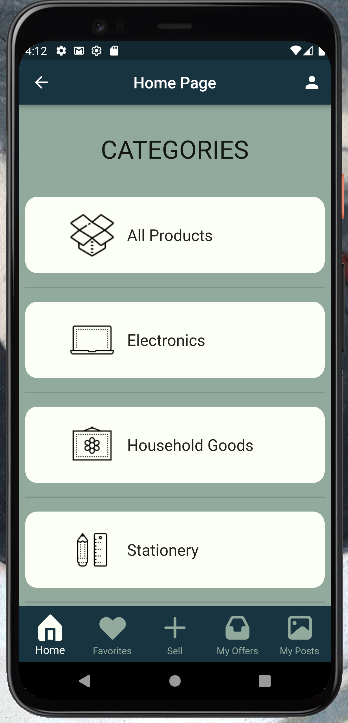 4:12
Home Page
CATEGORIES
All Products
Electronics
Household Goods
Stationery
Home Favorites Sell My Offers My Posts